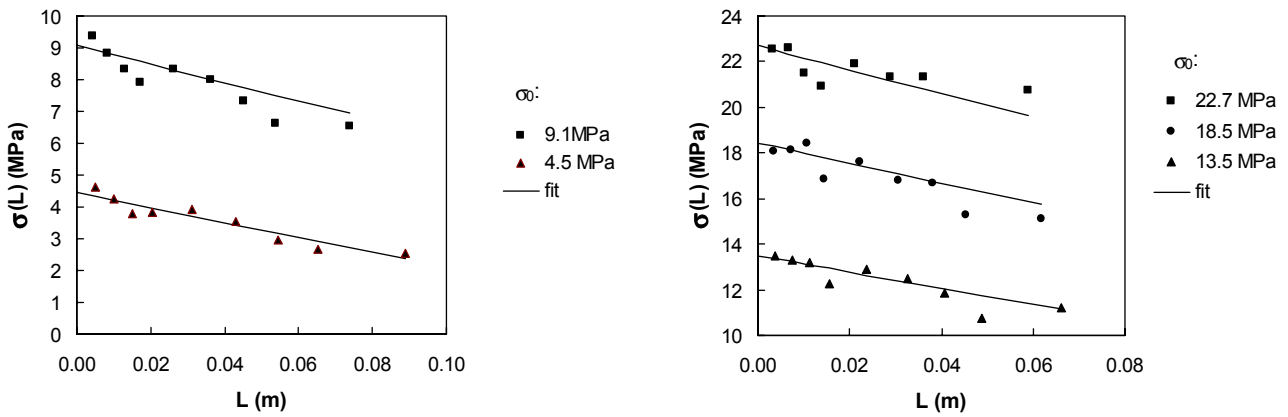 10
9
8
7
6
5
4
3
2
1
0
σ(L) (MPa)
0.00 0.02 0.04 0.06 0.08 0.10
L (m)
σ0:
9.1MPa
4.5 MPa
fit
24
22
20
18
16
14
12
10
σ(L) (MPa)
0.00 0.02 0.04 0.06 0.08
L (m)
σ0:
22.7 MPa
18.5 MPa
13.5 MPa
fit